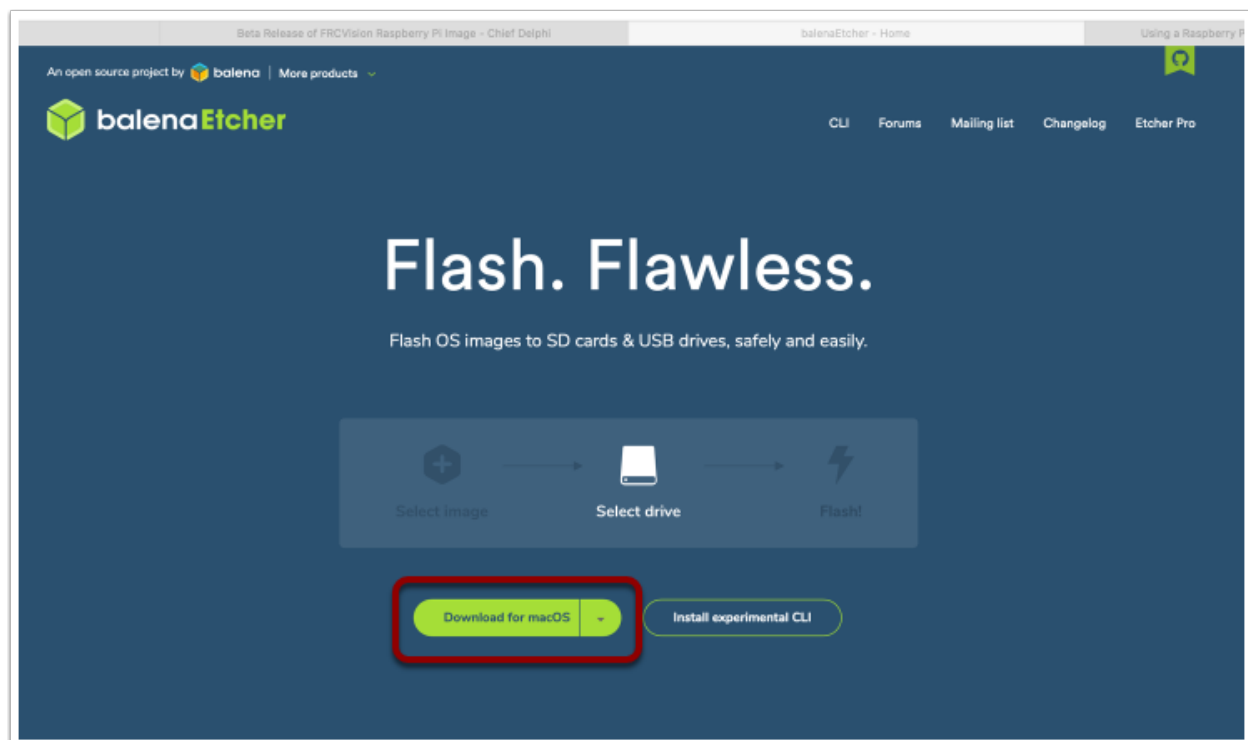 Beta Release of FRCVision Raspberry Pi Image - Chief Delphi
balenaEtcher - Home
Using a Raspberry P
An open source project by balena | More products
balenaEtcher
CLI
Forums
Mailing list
Changelog
Etcher Pro
Flash. Flawless.
Flash OS images to SD cards & USB drives, safely and easily.
Select image
Select drive
Flash!
Download for macOS
Install experimental CLI